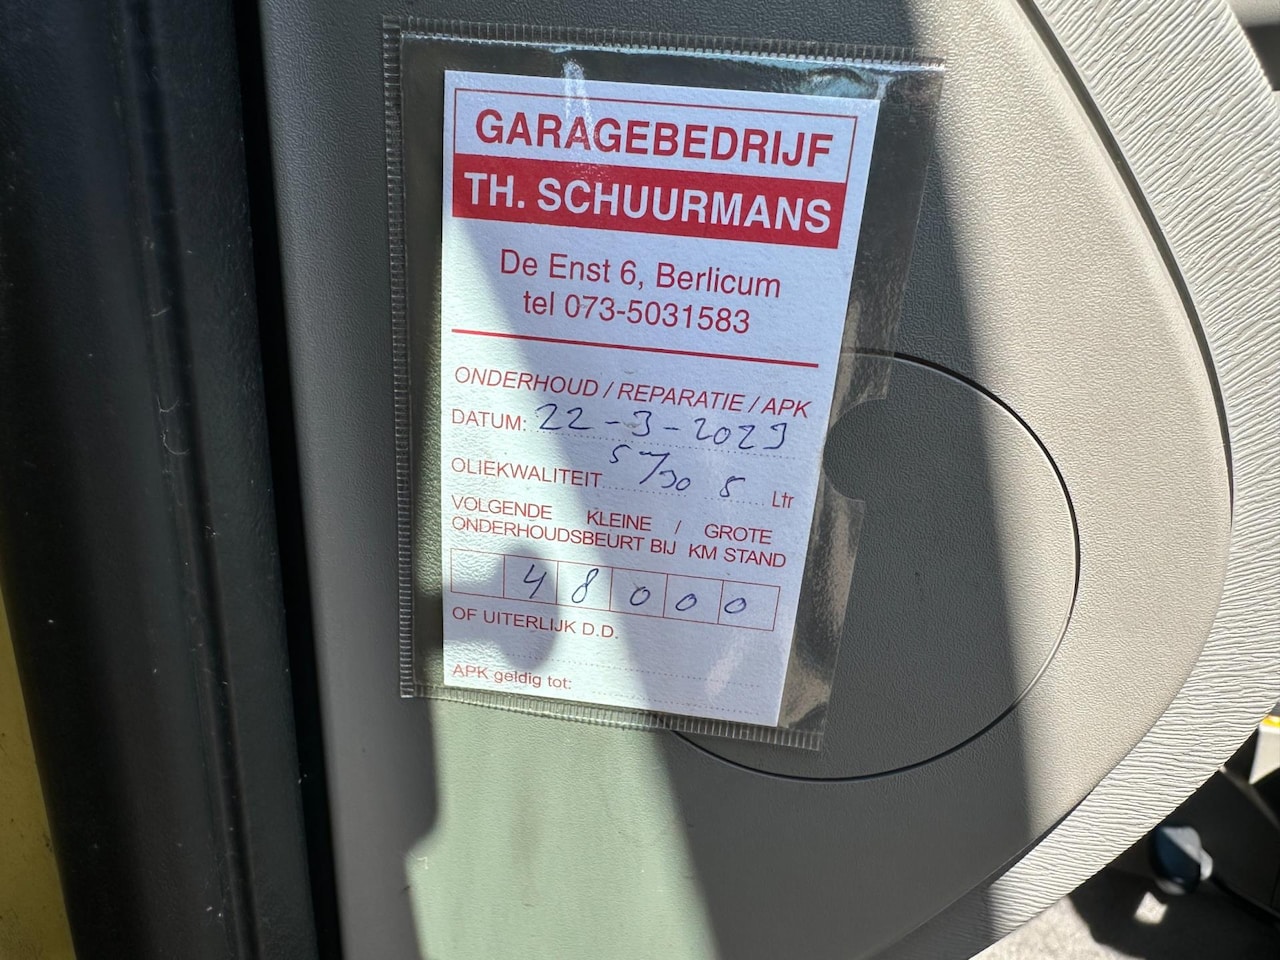 GARAGEBEDRIJF
TH. SCHUURMANS
De Enst 6, Berlicum
tel 073-5031583
ONDERHOUD / REPARATIE / APK
DATUM: 22-3-2023
OLIEKWALITEIT 5W30 5 Ltr
VOLGENDE KLEINE / GROTE
ONDERHOUDSBEURT BIJ KM STAND
48000
OF UITERLIJK D.D.
APK geldig tot: